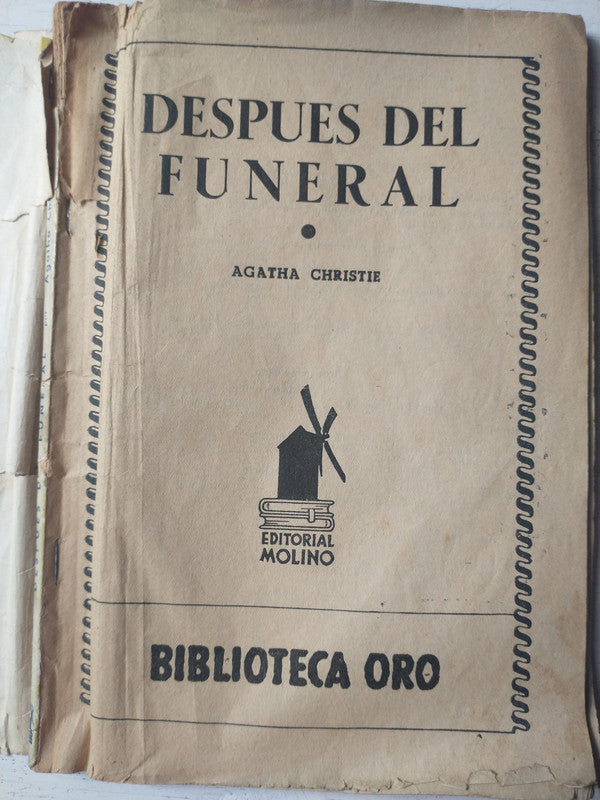 DESPUES DEL
FUNERAL
AGATHA CHRISTIE
EDITORIAL
MOLINO
BIBLIOTECA ORO